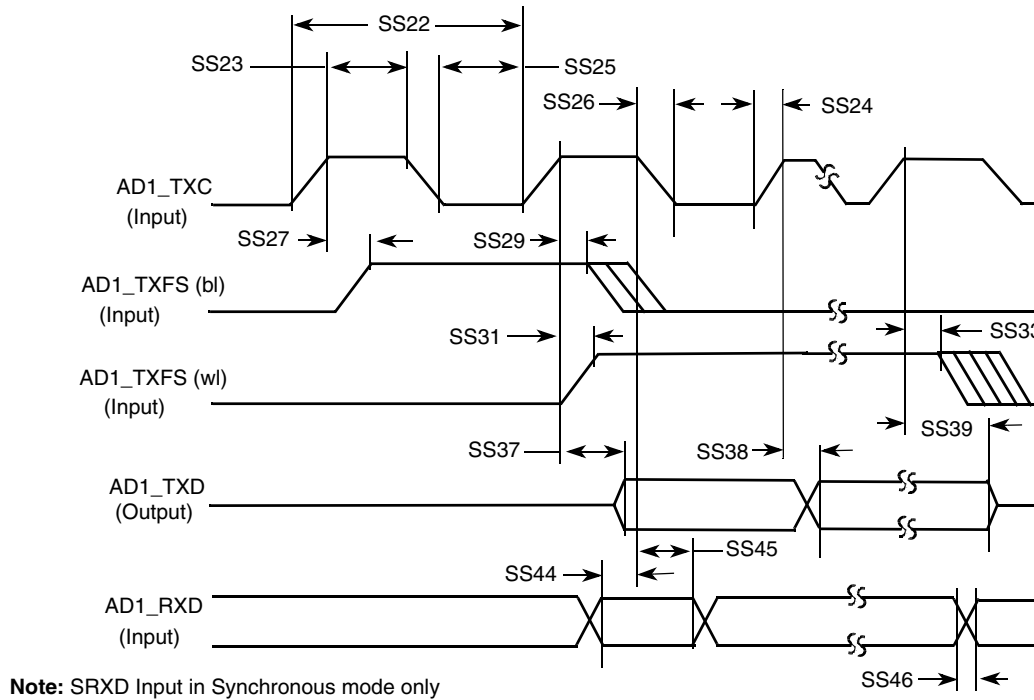 SS22
SS23
SS25
SS26
SS24
AD1_TXC
(Input)
SS27
SS29
AD1_TXFS (bl)
(Input)
SS31
SS33
AD1_TXFS (wl)
(Input)
SS37
SS38
SS39
AD1_TXD
(Output)
SS45
SS44
AD1_RXD
(Input)
SS46
Note: SRXD Input in Synchronous mode only